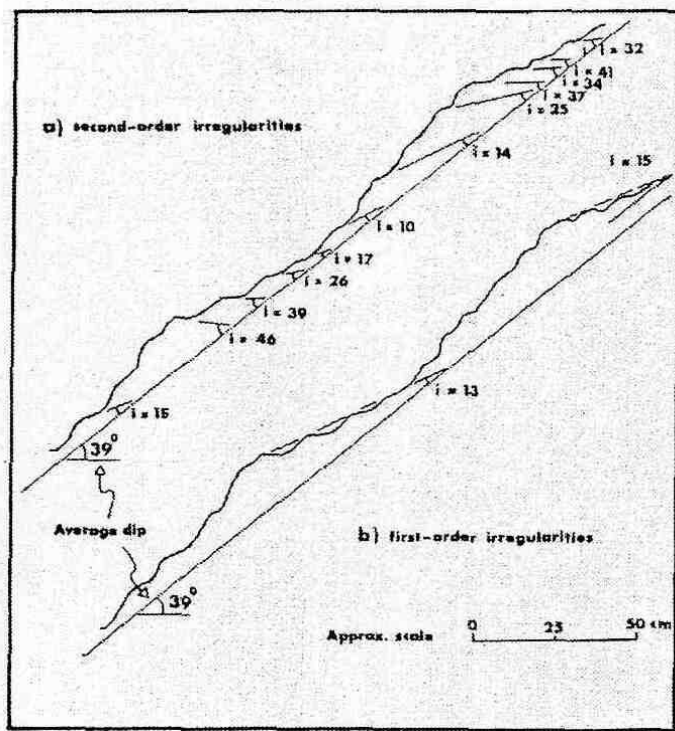 a) second-order irregularities
i = 32
i = 41
i = 34
i = 37
i = 25
i = 14
i = 10
i = 17
i = 26
i = 39
i = 46
i = 15
39°
Average dip
39°
i = 15
i = 13
b) first-order irregularities
Approx. scale 0 25 50 cm